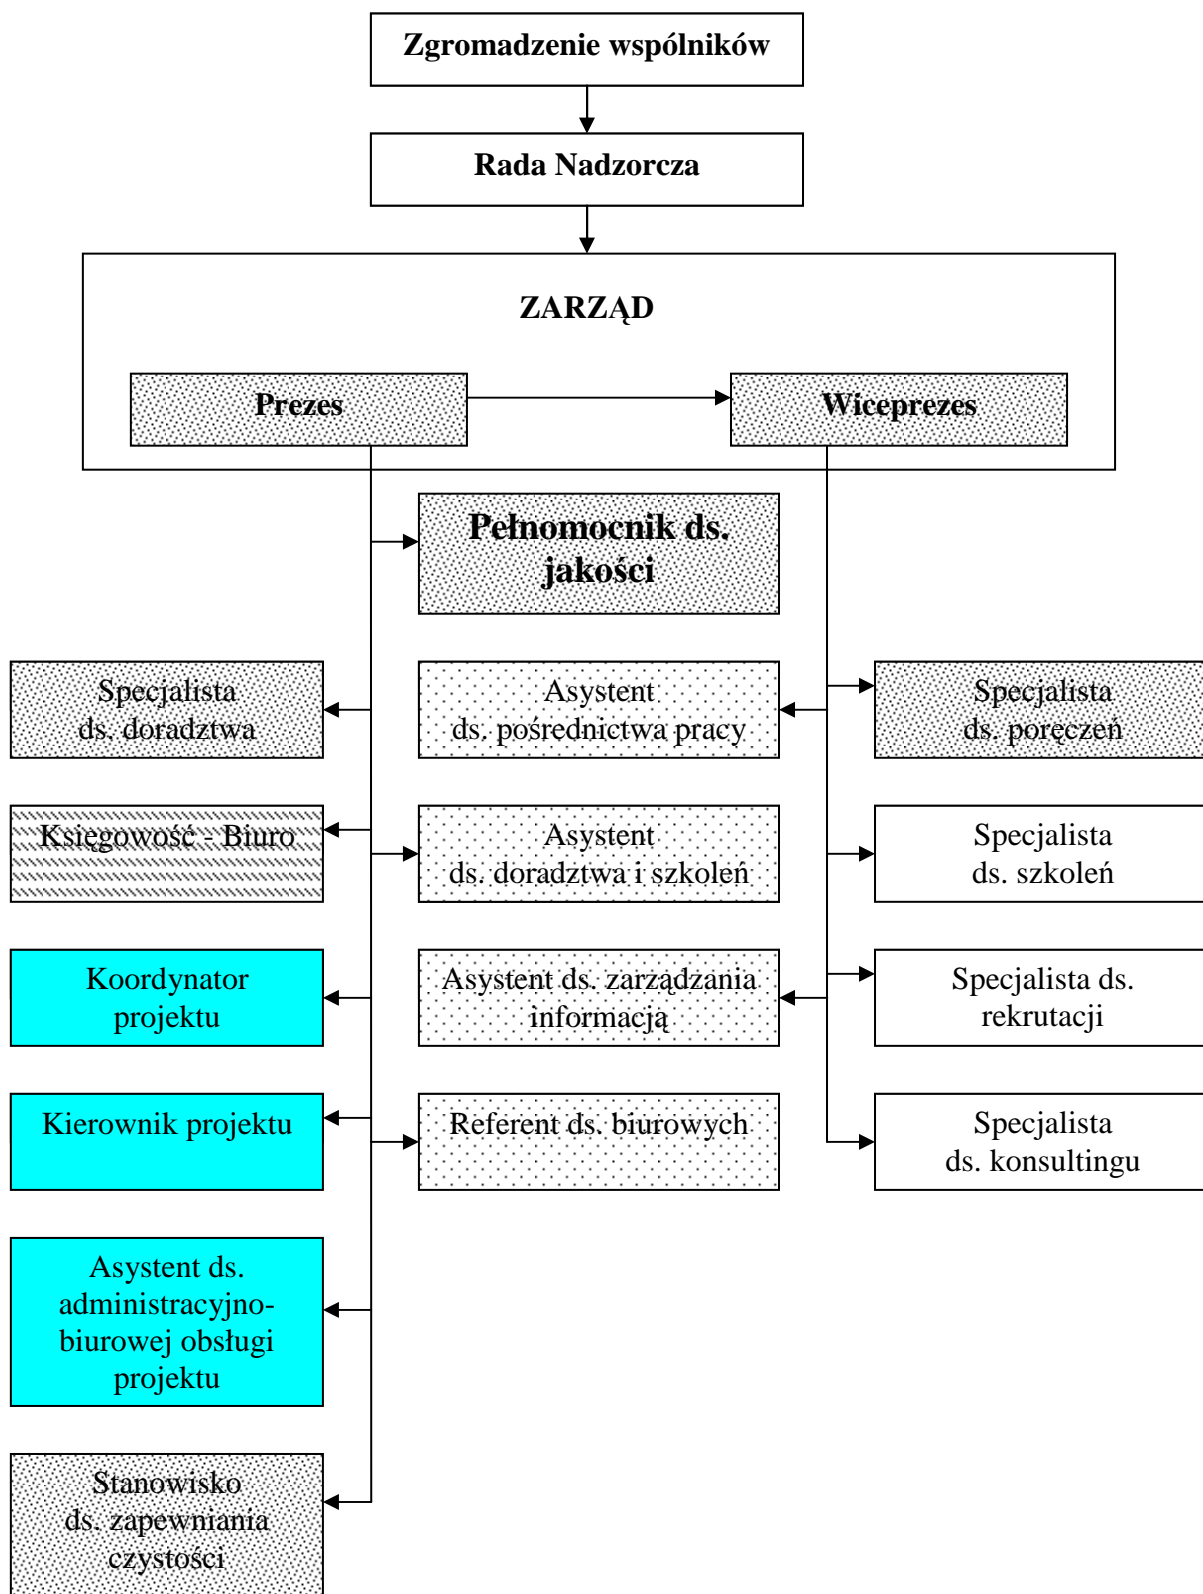 Zgromadzenie wspólników
Rada Nadzorcza
ZARZĄD
Prezes
Wiceprezes
Pełnomocnik ds.
jakości
Specjalista
ds. doradztwa
Asystent
ds. pośrednictwa pracy
Specjalista
ds. poręczeń
Księgowość - Biuro
Asystent
ds. doradztwa i szkoleń
Specjalista
ds. szkoleń
Koordynator
projektu
Asystent ds. zarządzania
informacją
Specjalista ds.
rekrutacji
Kierownik projektu
Referent ds. biurowych
Specjalista
ds. konsultingu
Asystent ds.
administracyjno-
biurowej obsługi
projektu
Stanowisko
ds. zapewniania
czystości